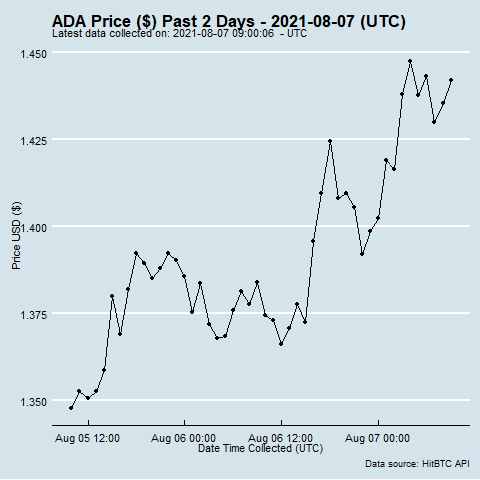 ADA Price ($) Past 2 Days - 2021-08-07 (UTC)
Latest data collected on: 2021-08-07 09:00:06  - UTC
1.450
1.425
1.400
1.375
1.350
Price USD ($)
Aug 05 12:00 Aug 06 00:00 Aug 06 12:00 Aug 07 00:00
Date Time Collected (UTC)
Data source: HitBTC API